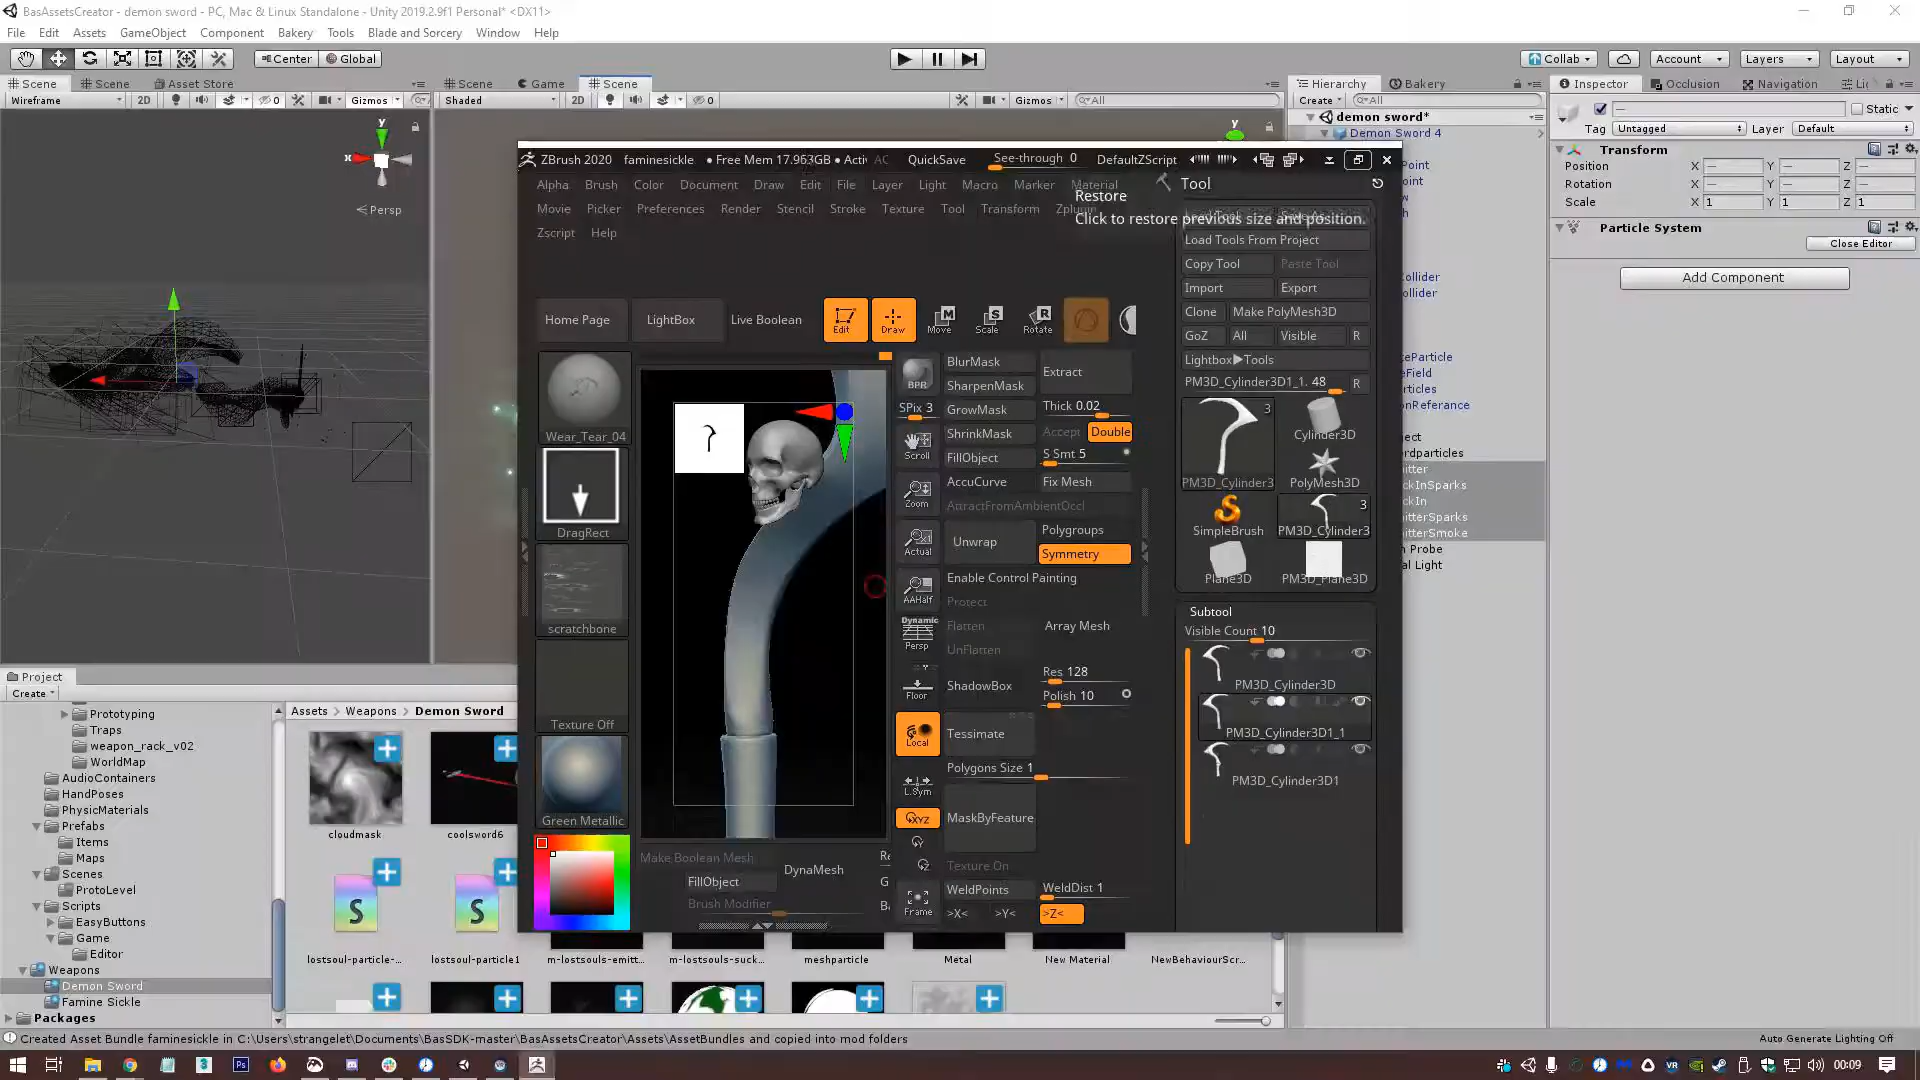 BasAssetsCreator - demon sword - PC, Mac & Linux Standalone - Unity 2019.2.9f1 Personal* <DX11>
File Edit Assets GameObject Component Bakery Tools Blade and Sorcery Window Help
Center Global Collab Account Layers Layout
Scene Scene Asset Store Scene Game Scene Hierarchy Bakery Inspector Occlusion Navigation
Wireframe 2D 0 Gizmos Shaded 2D 0 Gizmos All Create All Static
demon sword*
Tag Untagged Layer Default
Demon Sword 4
Transform
Position X — Y — Z —
Rotation X — Y — Z —
Scale X 1 Y 1 Z 1
Particle System
Close Editor
Add Component
y
x
Persp
y
ZBrush 2020 faminesickle • Free Mem 17.963GB • Acti AC QuickSave See-through 0 DefaultZScript
Alpha Brush Color Document Draw Edit File Layer Light Macro Marker Material
Movie Picker Preferences Render Stencil Stroke Texture Tool Transform
Zscript Help
Restore
Click to restore previous size and position.
Tool
Load Tools From Project
Copy Tool Paste Tool
Import Export
Clone Make PolyMesh3D
GoZ All Visible R
Lightbox▶Tools
PM3D_Cylinder3D1_1. 48 R
3
Cylinder3D
PM3D_Cylinder3 PolyMesh3D
3
SimpleBrush PM3D_Cylinder3
Plane3D PM3D_Plane3D
Subtool
Visible Count 10
PM3D_Cylinder3D
PM3D_Cylinder3D1_1
PM3D_Cylinder3D1
Home Page LightBox Live Boolean Edit Draw Move Scale Rotate
Wear_Tear_04
DragRect
scratchbone
Texture Off
Green Metallic
BPR
SPix 3
Scroll
Zoom
Actual
AAHalf
Dynamic
Persp
Floor
Local
L.Sym
XYZ
Frame
BlurMask
SharpenMask Extract
GrowMask Thick 0.02
ShrinkMask Accept Double
FillObject S Smt 5
AccuCurve Fix Mesh
AttractFromAmbientOccl
Unwrap Polygroups
Symmetry
Enable Control Painting
Protect
Flatten Array Mesh
UnFlatten
ShadowBox Res 128
Polish 10
Tessimate
Polygons Size 1
MaskByFeature
Texture On
WeldPoints WeldDist 1
>X< >Y< >Z<
Make Boolean Mesh DynaMesh
FillObject
Brush Modifier
Project
Create
Prototyping
Traps
weapon_rack_v02
WorldMap
AudioContainers
HandPoses
PhysicMaterials
Prefabs
Items
Maps
Scenes
ProtoLevel
Scripts
EasyButtons
Game
Editor
Weapons
Demon Sword
Famine Sickle
Packages
Assets Weapons Demon Sword
cloudmask coolsword6
lostsoul-particle-... lostsoul-particle1 m-lostsouls-emitt... m-lostsouls-suck... meshparticle Metal New Material NewBehaviourScr...
Created Asset Bundle faminesickle in C:\Users\strangelet\Documents\BasSDK-master\BasAssetsCreator\Assets\AssetBundles and copied into mod folders
Auto Generate Lighting Off
00:09